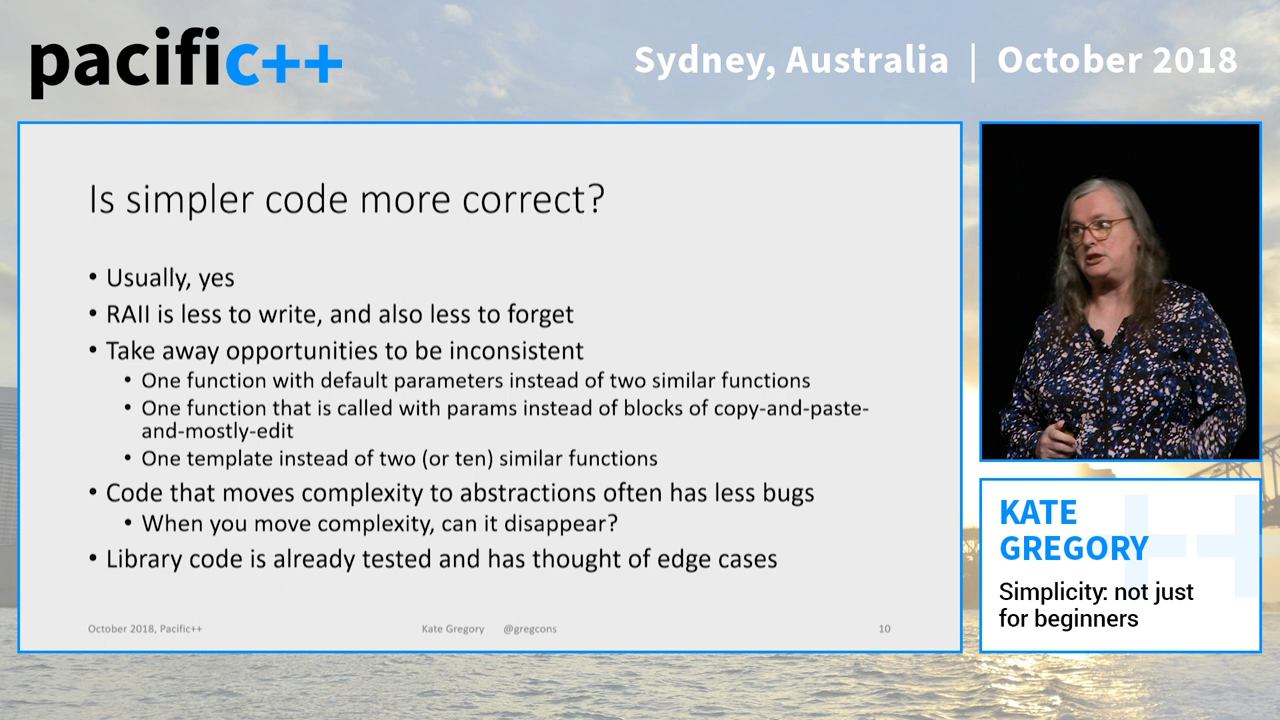 pacific++
Sydney, Australia | October 2018
Is simpler code more correct?
• Usually, yes
• RAII is less to write, and also less to forget
• Take away opportunities to be inconsistent
• One function with default parameters instead of two similar functions
• One function that is called with params instead of blocks of copy-and-paste-
and-mostly-edit
• One template instead of two (or ten) similar functions
• Code that moves complexity to abstractions often has less bugs
• When you move complexity, can it disappear?
• Library code is already tested and has thought of edge cases
October 2018, Pacific++
Kate Gregory @gregcons
10
KATE
GREGORY
Simplicity: not just
for beginners